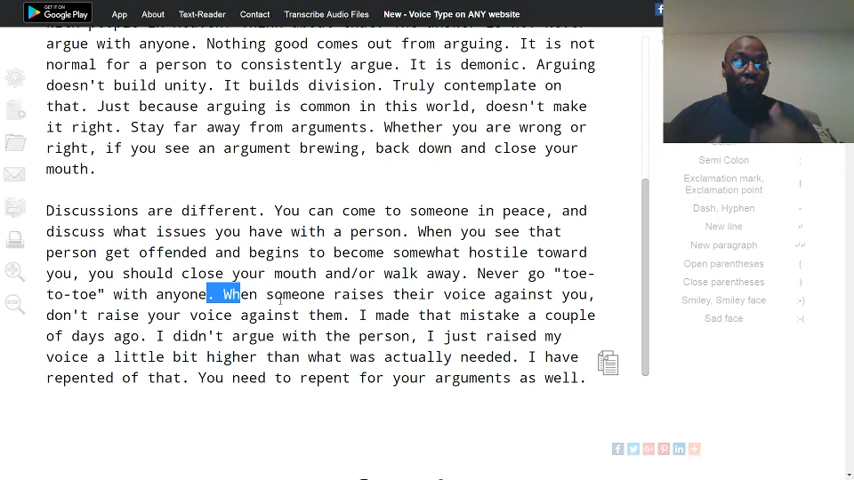 GET IT ON
Google Play
App About Text-Reader Contact Transcribe Audio Files New - Voice Type on ANY website
argue with anyone. Nothing good comes out from arguing. It is not
normal for a person to consistently argue. It is demonic. Arguing
doesn't build unity. It builds division. Truly contemplate on
that. Just because arguing is common in this world, doesn't make
it right. Stay far away from arguments. Whether you are wrong or
right, if you see an argument brewing, back down and close your
mouth.
Discussions are different. You can come to someone in peace, and
discuss what issues you have with a person. When you see that
person get offended and begins to become somewhat hostile toward
you, you should close your mouth and/or walk away. Never go "toe-
to-toe" with anyone. When someone raises their voice against you,
don't raise your voice against them. I made that mistake a couple
of days ago. I didn't argue with the person, I just raised my
voice a little bit higher than what was actually needed. I have
repented of that. You need to repent for your arguments as well.
Semi Colon ;
Exclamation mark,
Exclamation point !
Dash, Hyphen -
New line ↵
New paragraph ↵↵
Open parentheses (
Close parentheses )
Smiley, Smiley face :-)
Sad face :-(